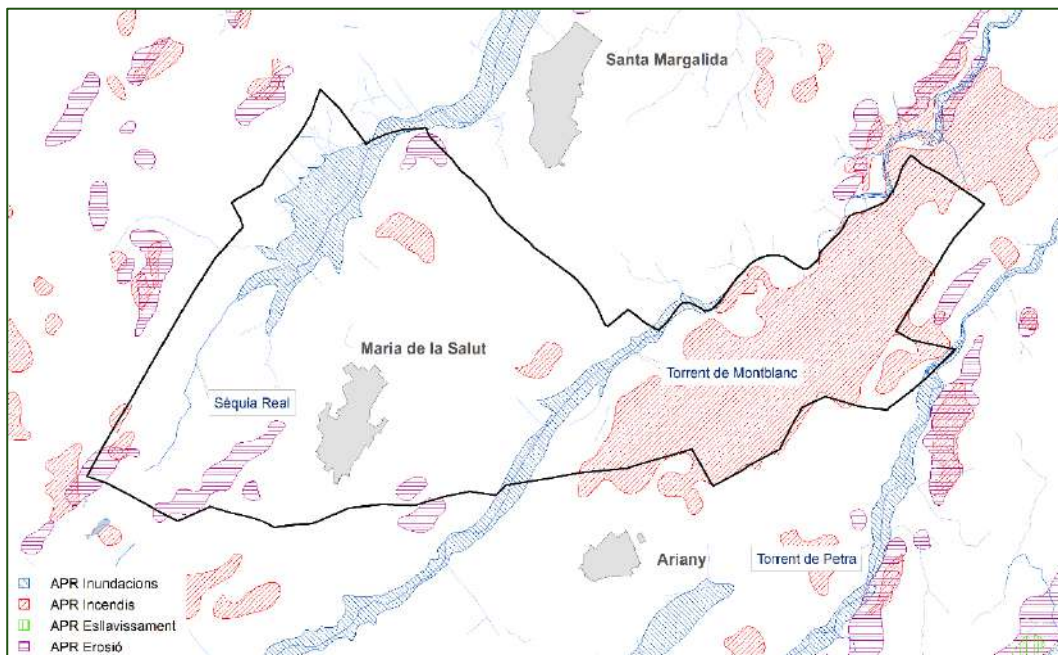 Santa Margalida
Maria de la Salut
Torrent de Montblanc
Sèquia Real
Ariany
Torrent de Petra
APR Inundacions
APR Incendis
APR Esllavissament
APR Erosió